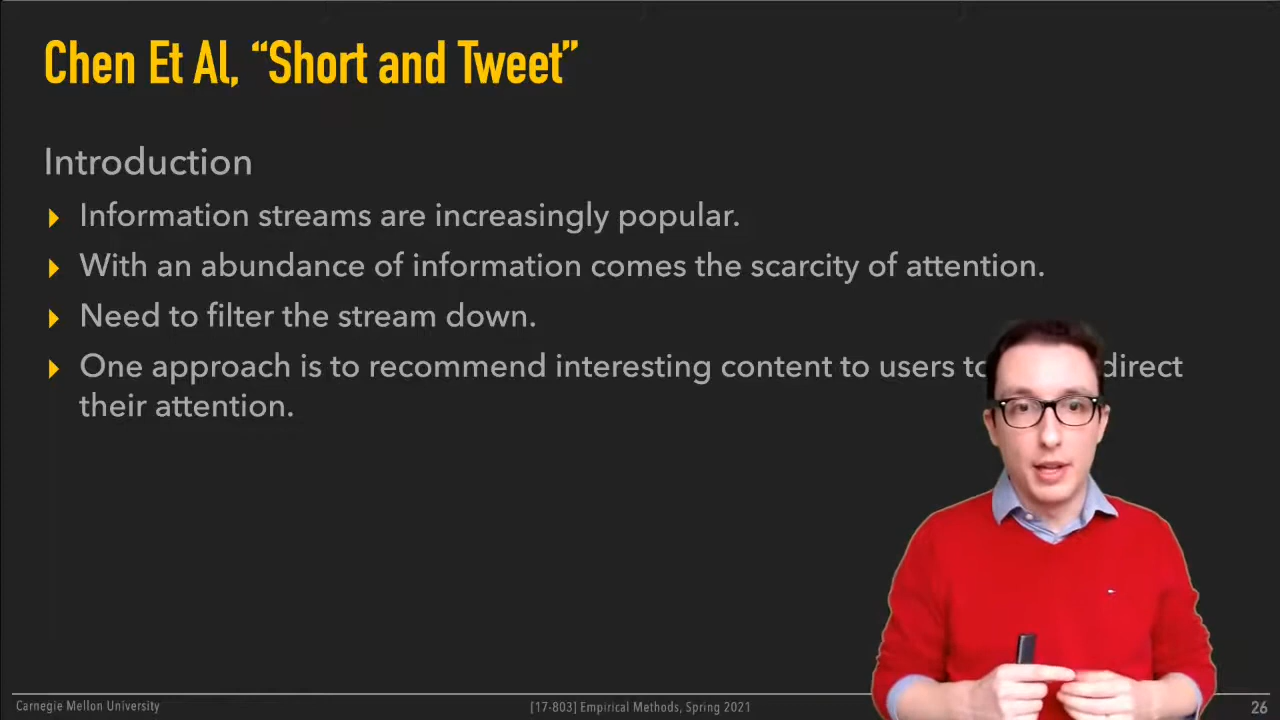 Chen Et Al, “Short and Tweet”
Introduction
Information streams are increasingly popular.
With an abundance of information comes the scarcity of attention.
Need to filter the stream down.
One approach is to recommend interesting content to users to direct
their attention.
Carnegie Mellon University
[17-803] Empirical Methods, Spring 2021
26